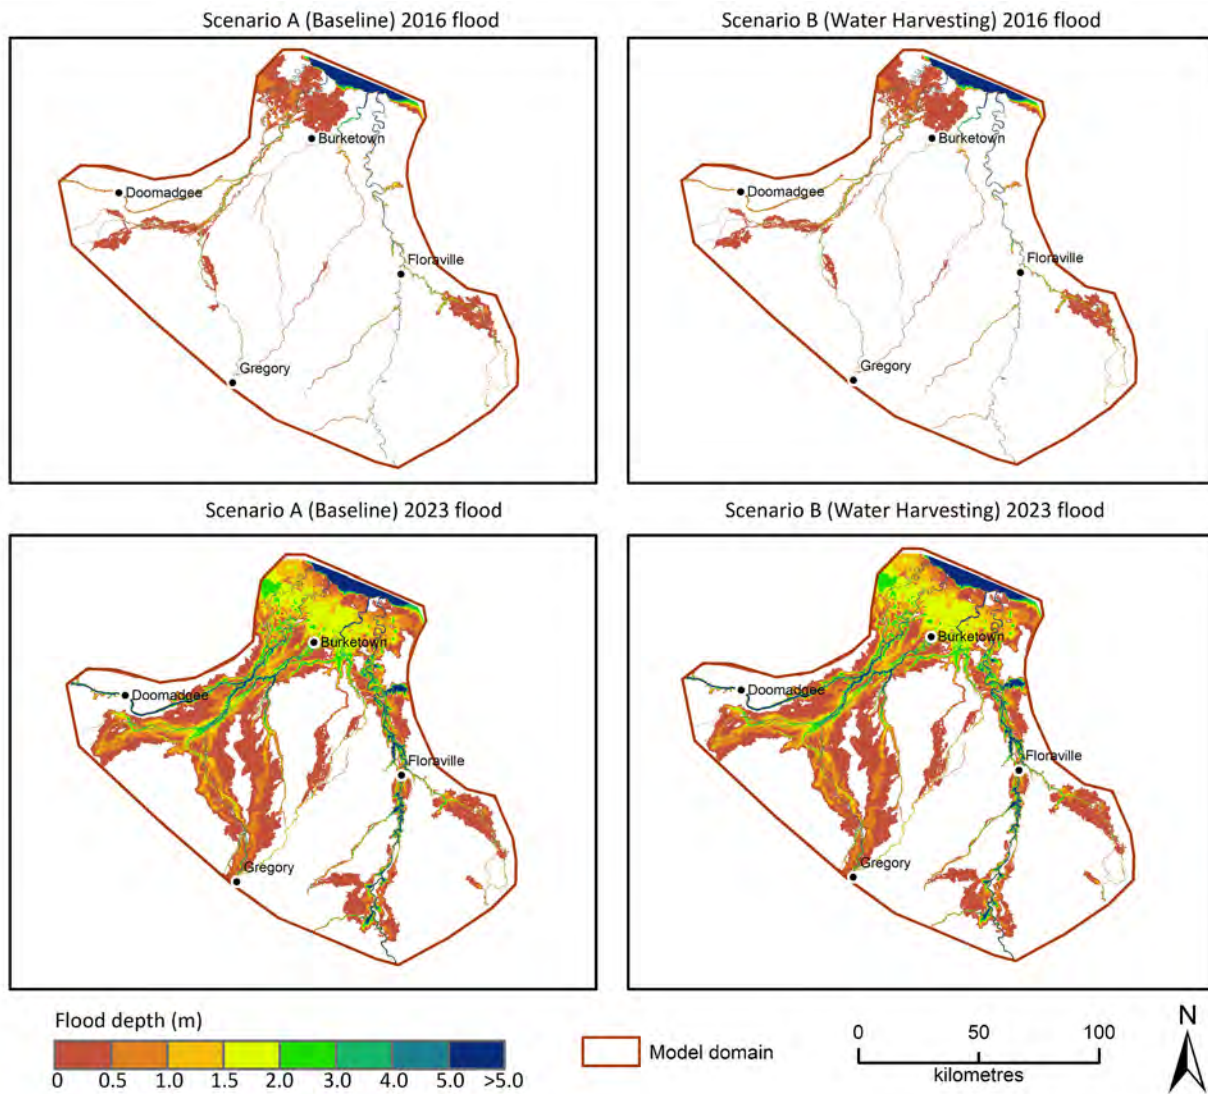 Scenario A (Baseline) 2016 flood
Scenario B (Water Harvesting) 2016 flood
Burketown
Doomadgee
Floraville
Gregory
Burketown
Doomadgee
Floraville
Gregory
Scenario A (Baseline) 2023 flood
Scenario B (Water Harvesting) 2023 flood
Burketown
Doomadgee
Floraville
Gregory
Burketown
Doomadgee
Floraville
Gregory
Flood depth (m)
0 0.5 1.0 1.5 2.0 3.0 4.0 5.0 >5.0
Model domain
0 50 100
kilometres
N